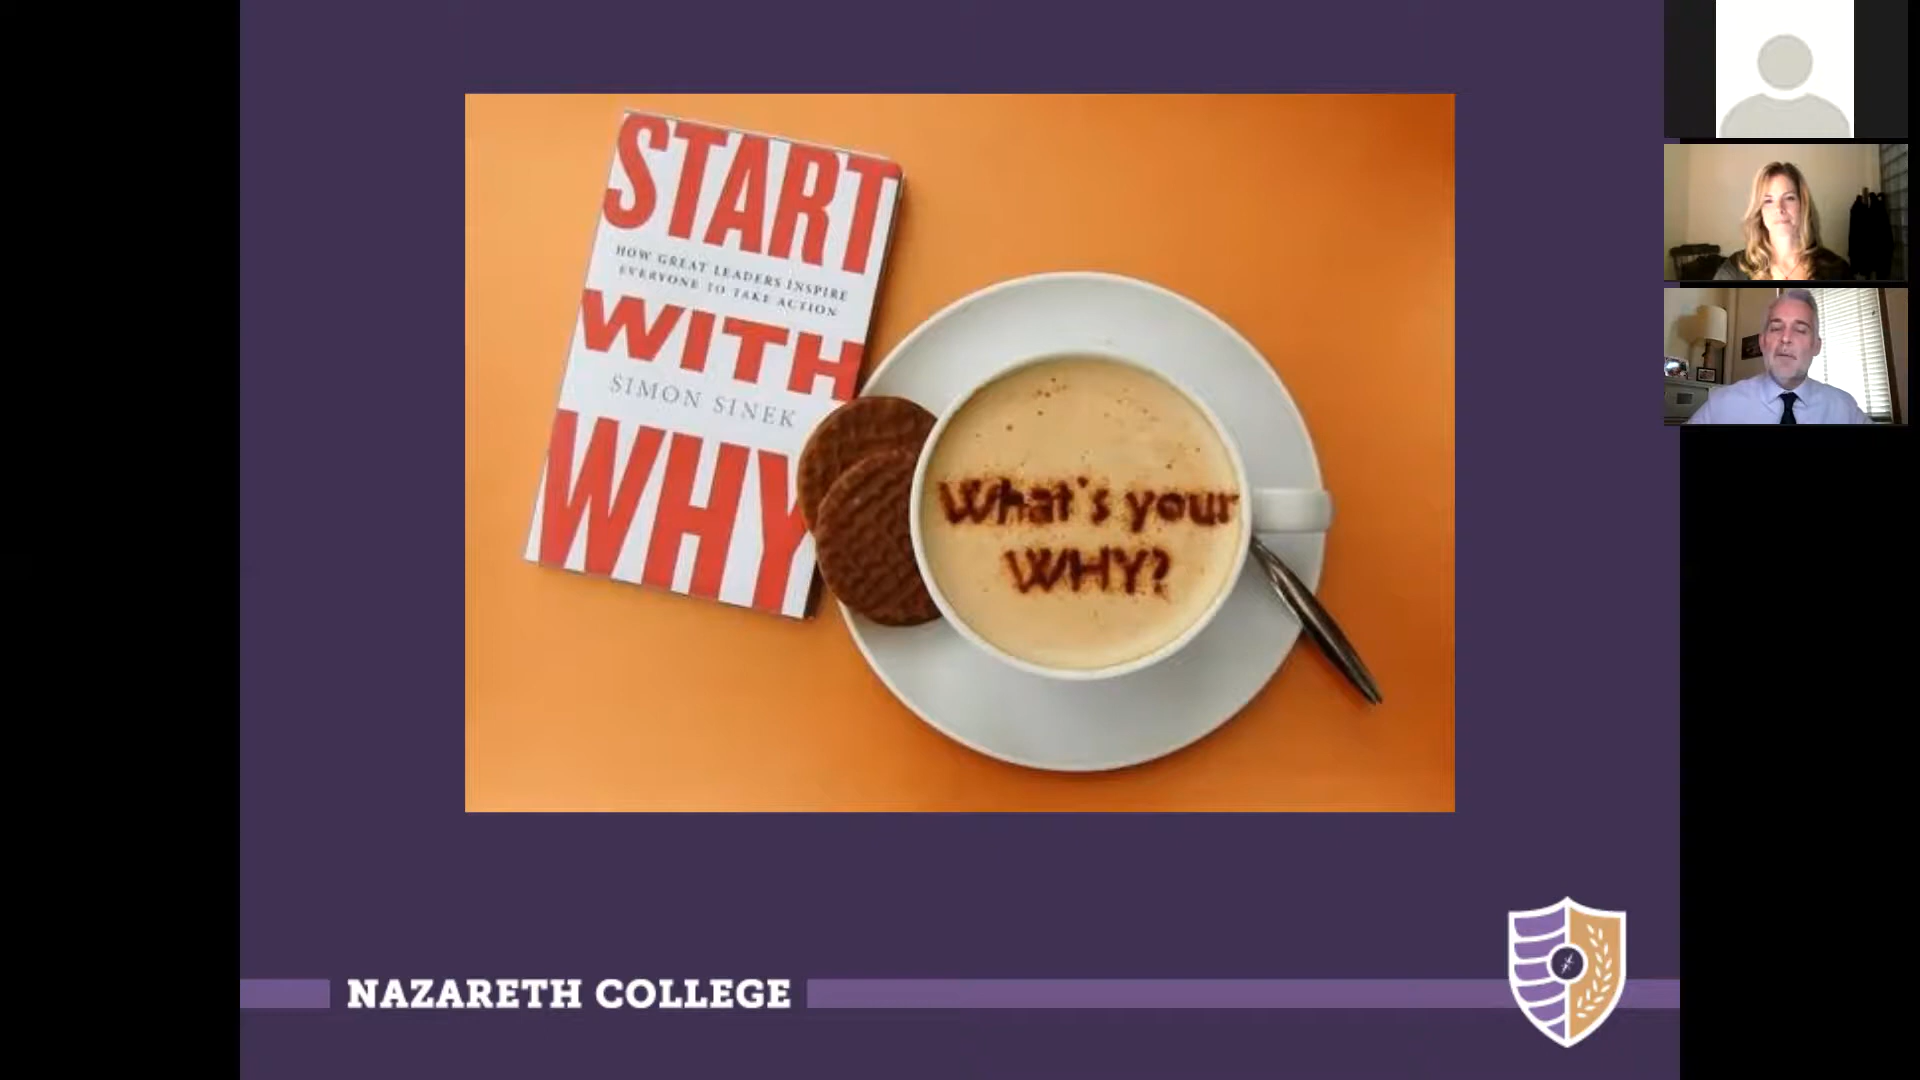 START
HOW GREAT LEADERS INSPIRE
EVERYONE TO TAKE ACTION
WITH
SIMON SINEK
WHY
What's your
WHY?
NAZARETH COLLEGE